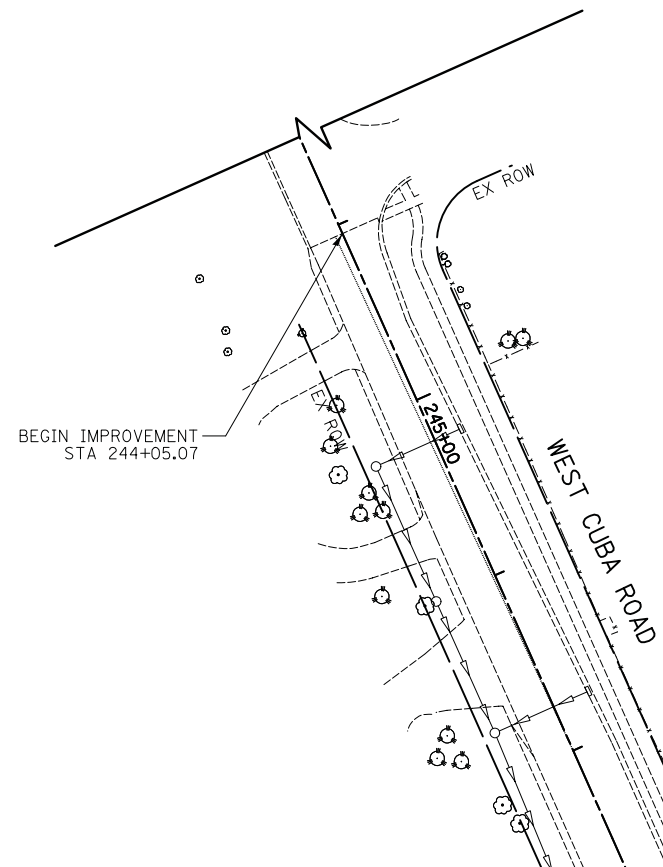 EX ROW
BEGIN IMPROVEMENT
STA 244+05.07
EX ROW
245+00
WEST CUBA ROAD